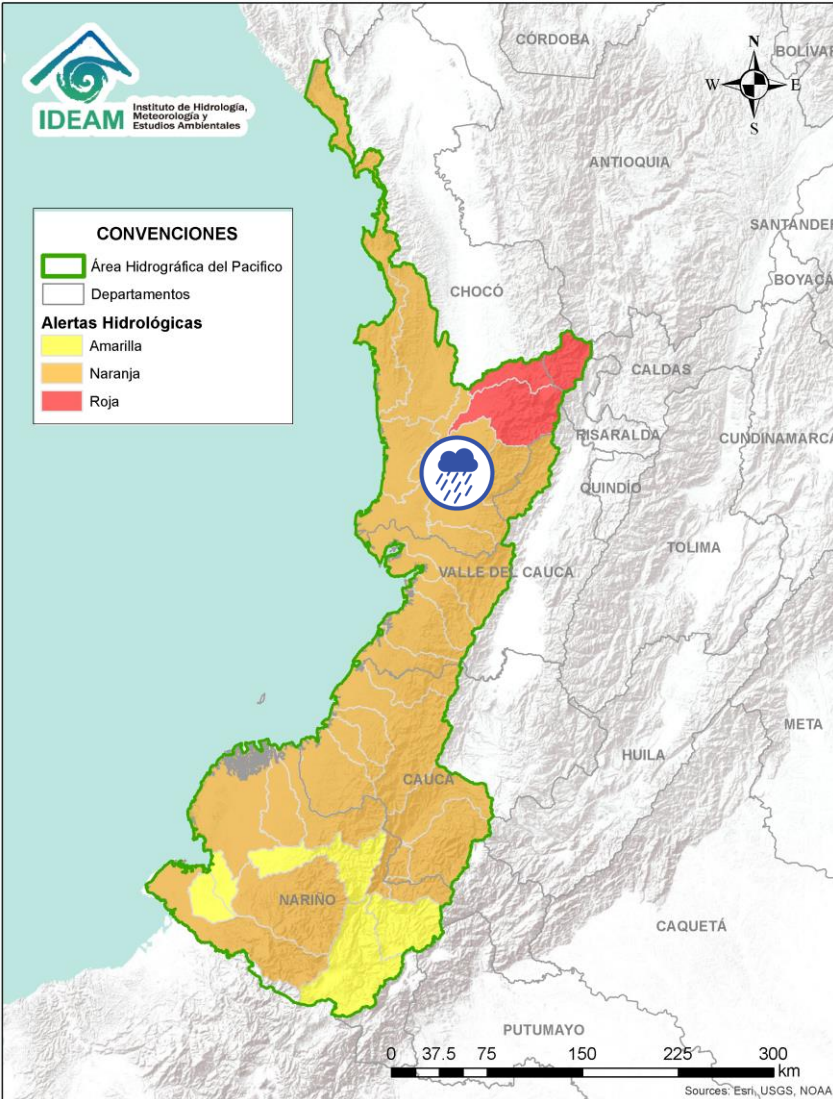 IDEAM
Instituto de Hidrología,
Meteorología y
Estudios Ambientales
CÓRDOBA
BOLÍVAR
N
W
E
S
ANTIOQUIA
SANTANDER
BOYACÁ
CONVENCIONES
Área Hidrográfica del Pacifico
Departamentos
Alertas Hidrológicas
Amarilla
Naranja
Roja
CHOCÓ
CALDAS
RISARALDA
CUNDINAMARCA
QUINDÍO
TOLIMA
VALLE DEL CAUCA
META
HUILA
CAUCA
NARIÑO
CAQUETÁ
PUTUMAYO
0 37.5 75 150 225 300
km
Sources: Esri, USGS, NOAA